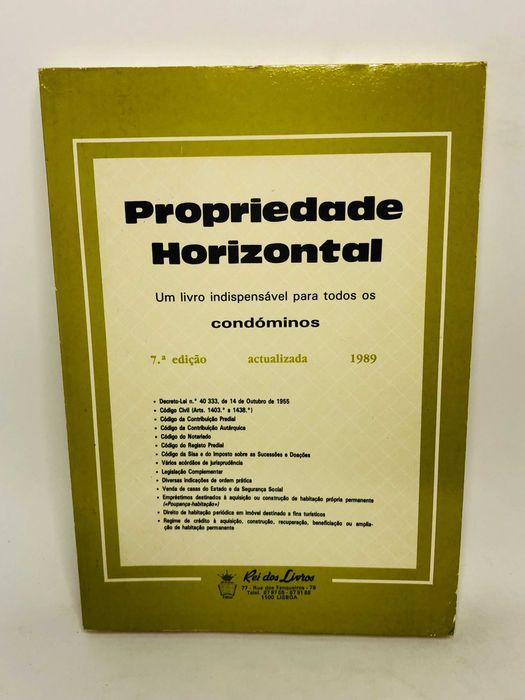 Propriedade
Horizontal
Um livro indispensável para todos os
condóminos
7.ª edição actualizada 1989
• Decreto-Lei n.° 40 333, de 14 de Outubro de 1955
• Código Civil (Arts. 1403.° a 1438.°)
• Código da Contribuição Predial
• Código da Contribuição Autárquica
• Código do Notariado
• Código do Registo Predial
• Código da Sisa e do Imposto sobre as Sucessões e Doações
• Vários acórdãos de jurisprudência
• Legislação Complementar
• Diversas indicações de ordem prática
• Venda de casas do Estado e da Segurança Social
• Empréstimos destinados à aquisição ou construção de habitação própria permanente
(«Poupança-habitação»)
• Direito de habitação periódica em imóvel destinado a fins turísticos
• Regime de crédito à aquisição, construção, recuperação, beneficiação ou amplia-
ção de habitação permanente
Rei dos Livros
77 - Rua dos Fanqueiros - 79
1100 LISBOA